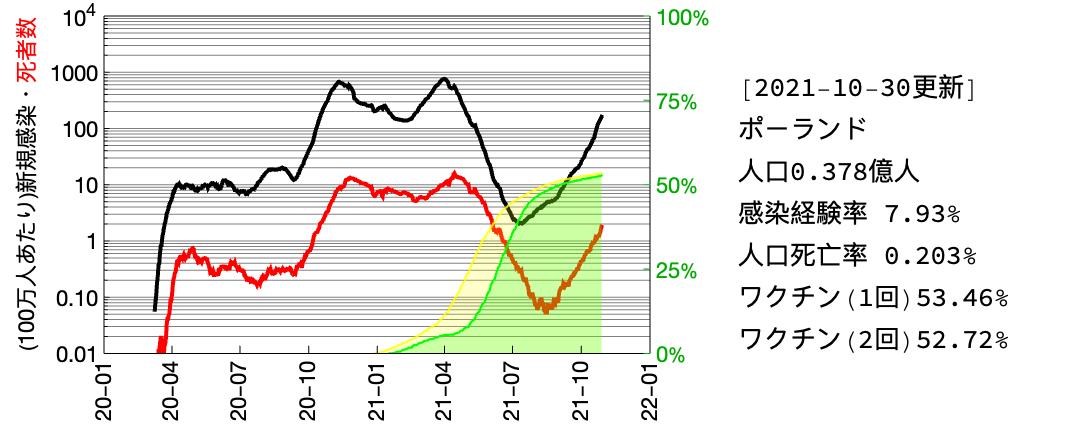 (100万人あたり)新規感染・死者数
10⁴
1000
100
10
1
0.10
0.01
100%
75%
50%
25%
0%
20-01
20-04
20-07
20-10
21-01
21-04
21-07
21-10
22-01
[2021-10-30更新]
ポーランド
人口0.378億人
感染経験率 7.93%
人口死亡率 0.203%
ワクチン(1回)53.46%
ワクチン(2回)52.72%